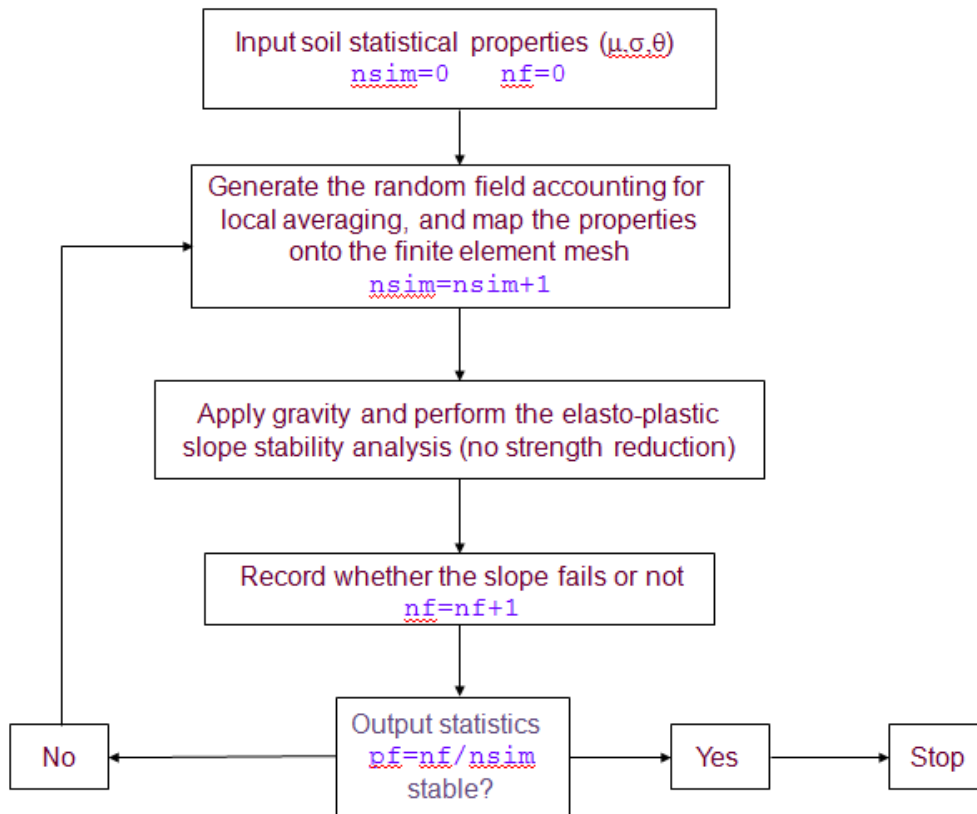 Input soil statistical properties (μ,σ,θ)
nsim=0 nf=0
Generate the random field accounting for
local averaging, and map the properties
onto the finite element mesh
nsim=nsim+1
Apply gravity and perform the elasto-plastic
slope stability analysis (no strength reduction)
Record whether the slope fails or not
nf=nf+1
Output statistics
pf=nf/nsim
stable?
No
Yes
Stop